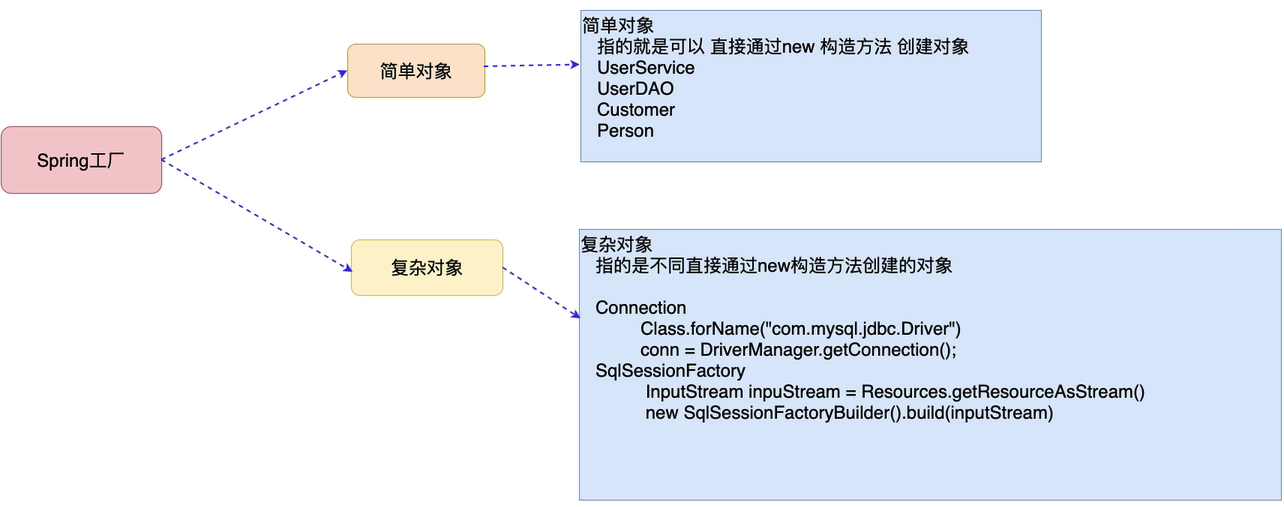 Spring工厂
简单对象
简单对象
指的就是可以 直接通过new 构造方法 创建对象
UserService
UserDAO
Customer
Person
复杂对象
复杂对象
指的是不同直接通过new构造方法创建的对象
Connection
Class.forName("com.mysql.jdbc.Driver")
conn = DriverManager.getConnection();
SqlSessionFactory
InputStream inpuStream = Resources.getResourceAsStream()
new SqlSessionFactoryBuilder().build(inputStream)